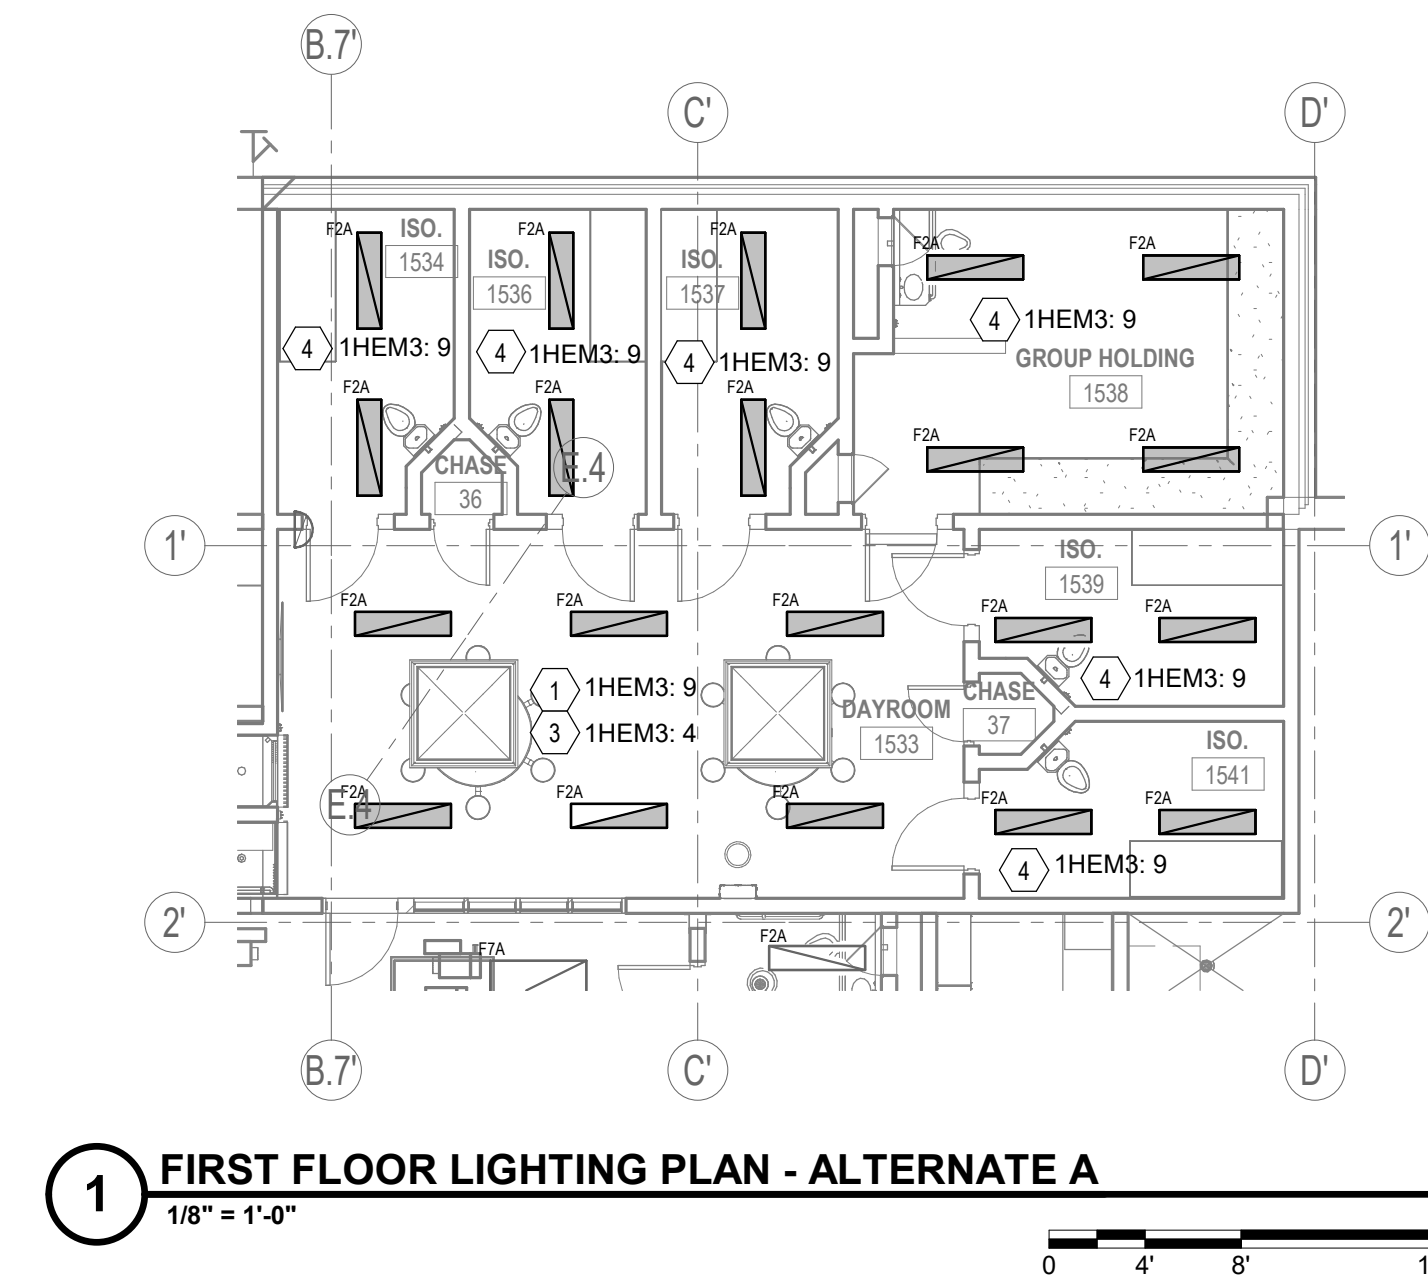 B.7'
C'
D'
F2A
ISO.
1534
F2A
ISO.
1536
F2A
ISO.
1537
F2A
F2A
4
1HEM3: 9
4
1HEM3: 9
4
1HEM3: 9
4
1HEM3: 9
GROUP HOLDING
1538
F2A
F2A
F2A
F2A
F2A
CHASE
36
E.4
1'
1'
ISO.
1539
F2A
F2A
F2A
F2A
F2A
1
1HEM3: 9
3
1HEM3: 4
4
1HEM3: 9
DAYROOM
1533
CHASE
37
ISO.
1541
F2A
E.4
F2A
F2A
F2A
F2A
4
1HEM3: 9
2'
2'
F7A
F2A
B.7'
C'
D'
1
FIRST FLOOR LIGHTING PLAN - ALTERNATE A
1/8" = 1'-0"
0
4'
8'